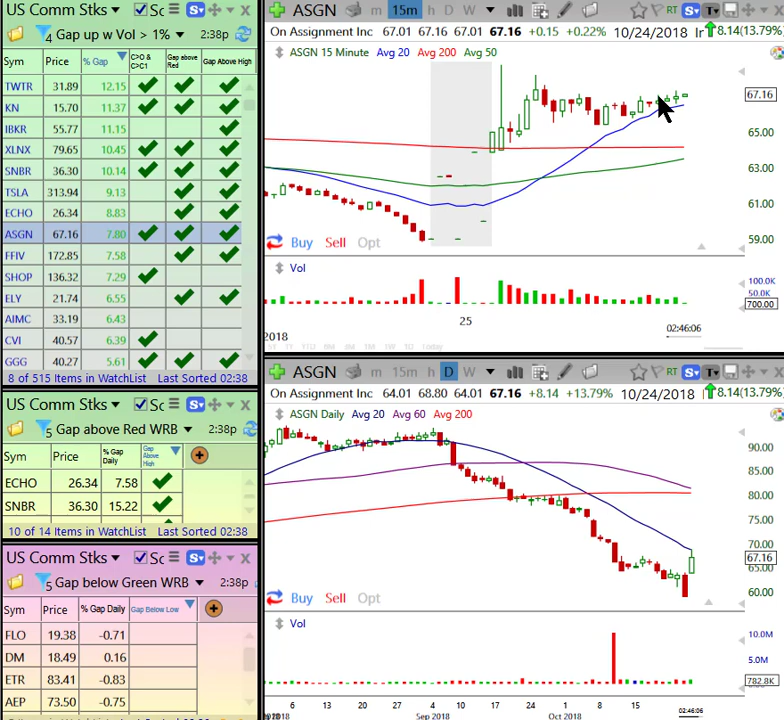 US Comm Stks Sc
4 Gap up w Vol > 1% 2:38p
Sym Price % Gap C>O & C>C1 Gap above Red Gap Above High
TWTR 31.89 12.15
KN 15.70 11.37
IBKR 55.77 11.15
XLNX 79.65 10.45
SNBR 36.30 10.14
TSLA 313.94 9.13
ECHO 26.34 8.83
ASGN 67.16 7.80
FFIV 172.85 7.58
SHOP 136.32 7.29
ELY 21.74 6.55
AIMC 33.19 6.43
CVI 40.57 6.39
GGG 40.27 5.61
8 of 515 Items in WatchList Last Sorted 02:38
US Comm Stks Sc
5 Gap above Red WRB 2:38p
Sym Price % Gap Daily Gap Above High
ECHO 26.34 7.58
SNBR 36.30 15.22
10 of 14 Items in WatchList Last Sorted 02:38
US Comm Stks Sc
5 Gap below Green WRB 2:38p
Sym Price % Gap Daily Gap Below Low
FLO 19.38 -0.71
DM 18.49 0.16
ETR 83.41 -0.83
AEP 73.50 -0.75
ASGN m 15m h D W RT S T
On Assignment Inc 67.01 67.16 67.01 67.16 +0.15 +0.22% 10/24/2018 8.14(13.79%)
ASGN 15 Minute Avg 20 Avg 200 Avg 50
67.16
65.00
63.00
61.00
59.00
Buy Sell Opt
Vol
100.0K
50.0K
700.00
25
2018 02:46:06
ASGN m 15m h D W RT S T
On Assignment Inc 64.01 68.80 64.01 67.16 +8.14 +13.79% 10/24/2018 8.14(13.79%)
ASGN Daily Avg 20 Avg 60 Avg 200
90.00
85.00
80.00
75.00
70.00
67.16
65.00
60.00
Buy Sell Opt
Vol
10.0M
5.0M
782.8K
6 13 20 27 4 10 17 24 1 8 15 02:46:06
2018 Sep 2018 Oct 2018